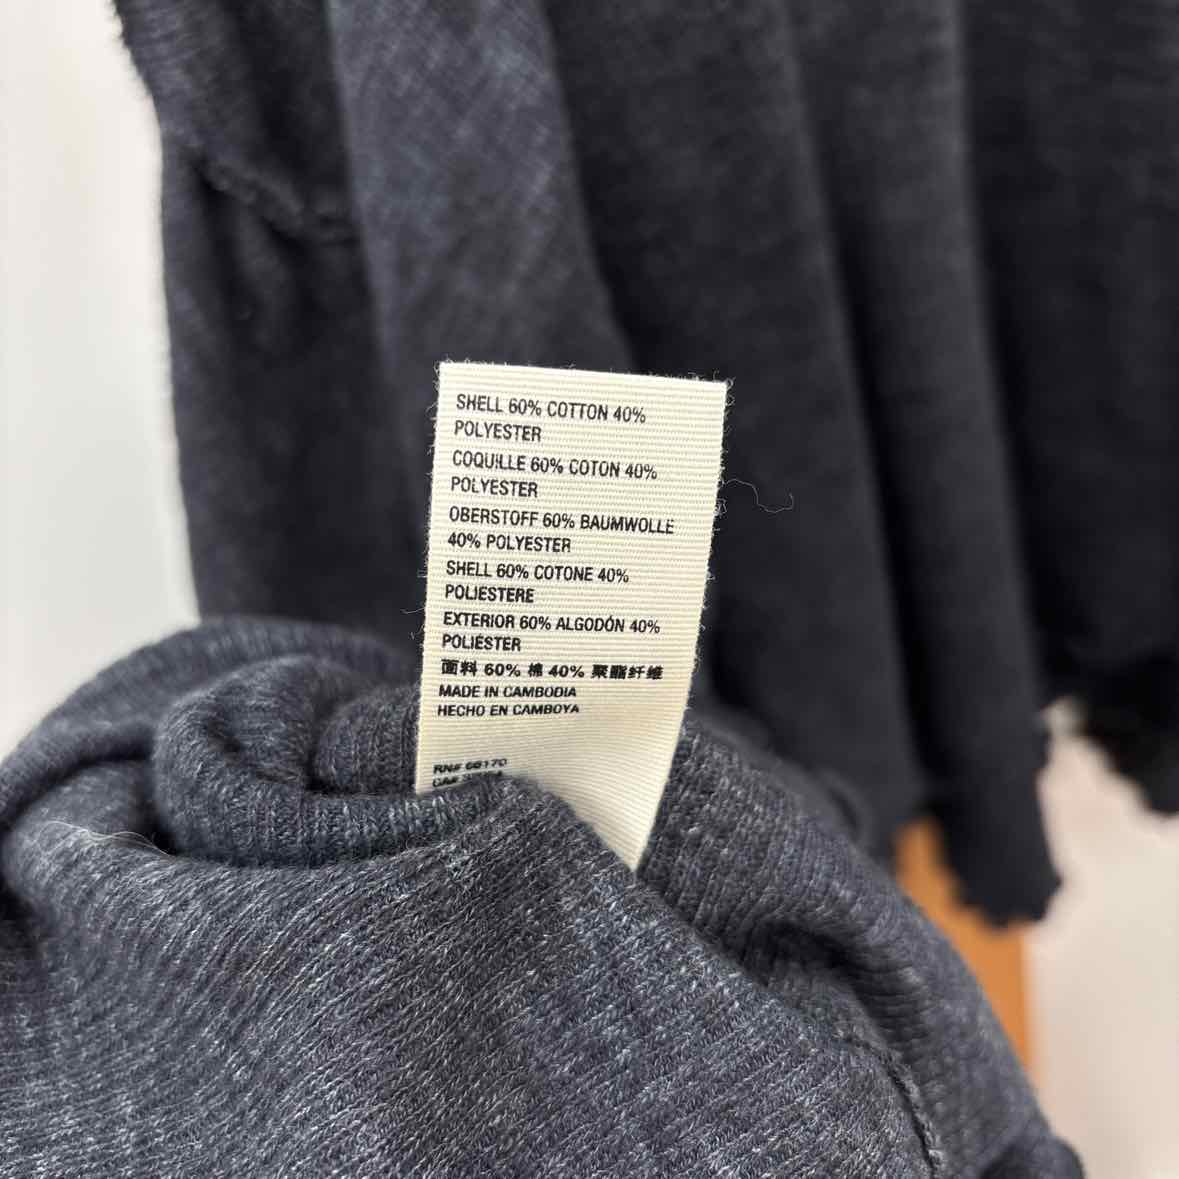 SHELL 60% COTTON 40%
POLYESTER
COQUILLE 60% COTON 40%
POLYESTER
OBERSTOFF 60% BAUMWOLLE
40% POLYESTER
SHELL 60% COTONE 40%
POLIESTERE
EXTERIOR 60% ALGODÓN 40%
POLIÉSTER
面料 60% 棉 40% 聚酯纤维
MADE IN CAMBODIA
HECHO EN CAMBOYA
RN# 66170
CA#